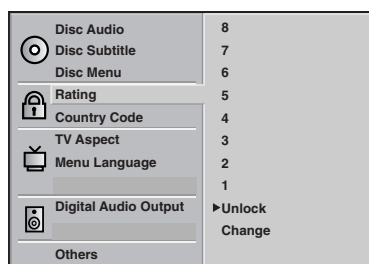 Disc Audio
Disc Subtitle
Disc Menu
Rating
Country Code
TV Aspect
Menu Language
Digital Audio Output
Others
8
7
6
5
4
3
2
1
Unlock
Change